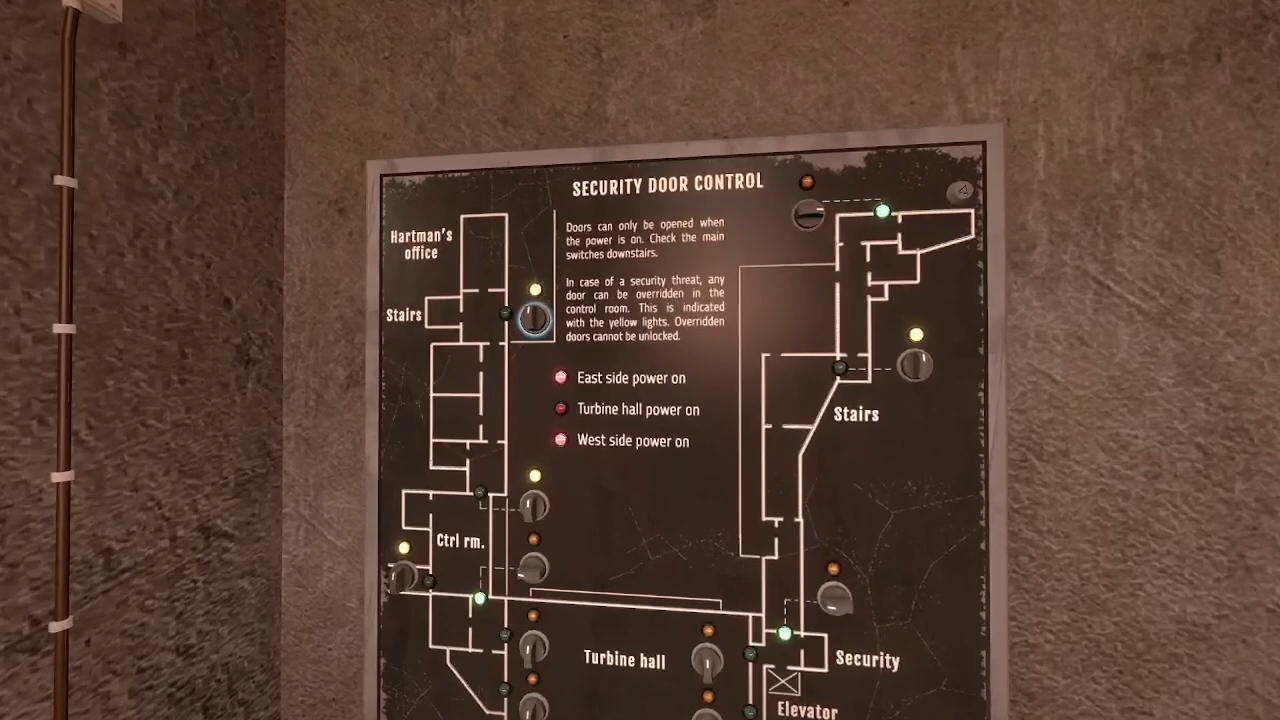 SECURITY DOOR CONTROL
Hartman's
office
Doors can only be opened when
the power is on. Check the main
switches downstairs.
In case of a security threat, any
door can be overridden in the
control room. This is indicated
with the yellow lights. Overridden
doors cannot be unlocked.
Stairs
East side power on
Turbine hall power on
West side power on
Stairs
Ctrl rm.
Turbine hall
Security
Elevator